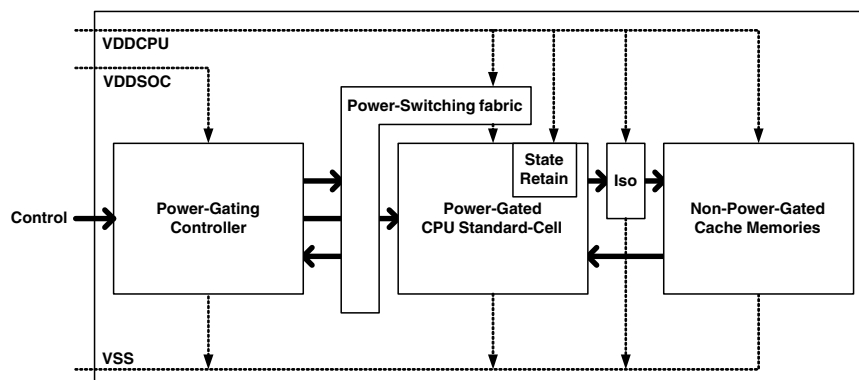 VDDCPU
VDDSOC
Power-Switching fabric
State
Retain
Iso
Control
Power-Gating
Controller
Power-Gated
CPU Standard-Cell
Non-Power-Gated
Cache Memories
VSS